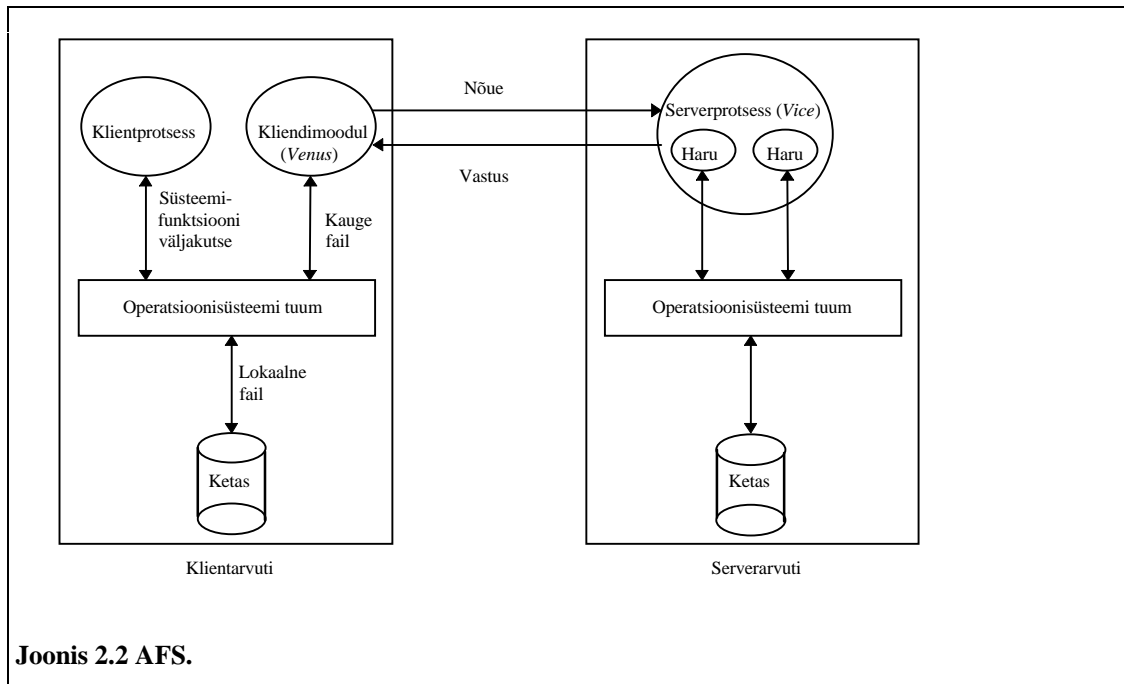 Nõue
Klientprotsess
Kliendimoodul
(Venus)
Serverprotsess (Vice)
Haru
Haru
Vastus
Süsteemi-
funktsiooni
väljakutse
Kauge
fail
Operatsioonisüsteemi tuum
Operatsioonisüsteemi tuum
Lokaalne
fail
Ketas
Ketas
Klientarvuti
Serverarvuti
Joonis 2.2 AFS.